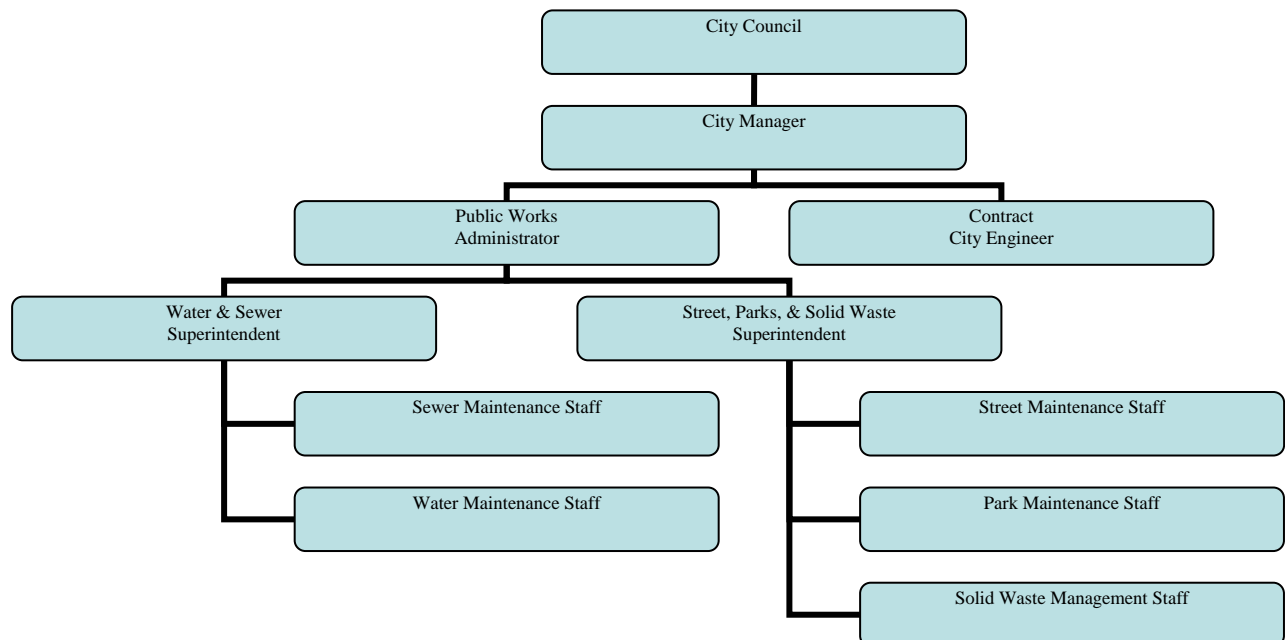 City Council
City Manager
Public Works
Administrator
Contract
City Engineer
Water & Sewer
Superintendent
Street, Parks, & Solid Waste
Superintendent
Sewer Maintenance Staff
Street Maintenance Staff
Water Maintenance Staff
Park Maintenance Staff
Solid Waste Management Staff